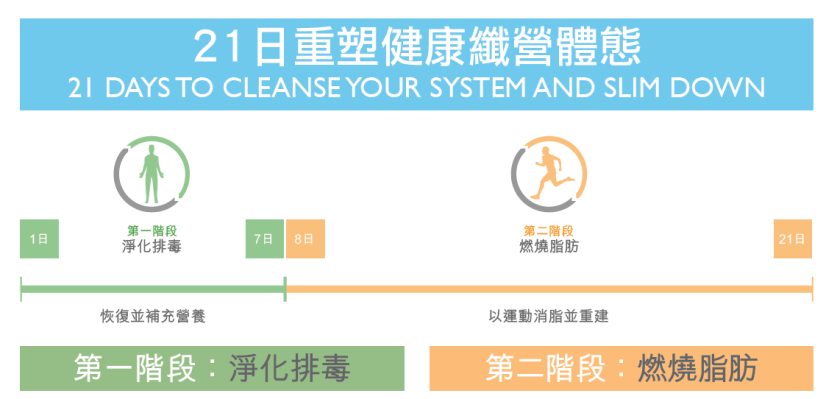 21日重塑健康纖營體態
21 DAYS TO CLEANSE YOUR SYSTEM AND SLIM DOWN
第一階段
淨化排毒
第二階段
燃燒脂肪
1日
7日
8日
21日
恢復並補充營養
以運動消脂並重建
第一階段：淨化排毒
第二階段：燃燒脂肪